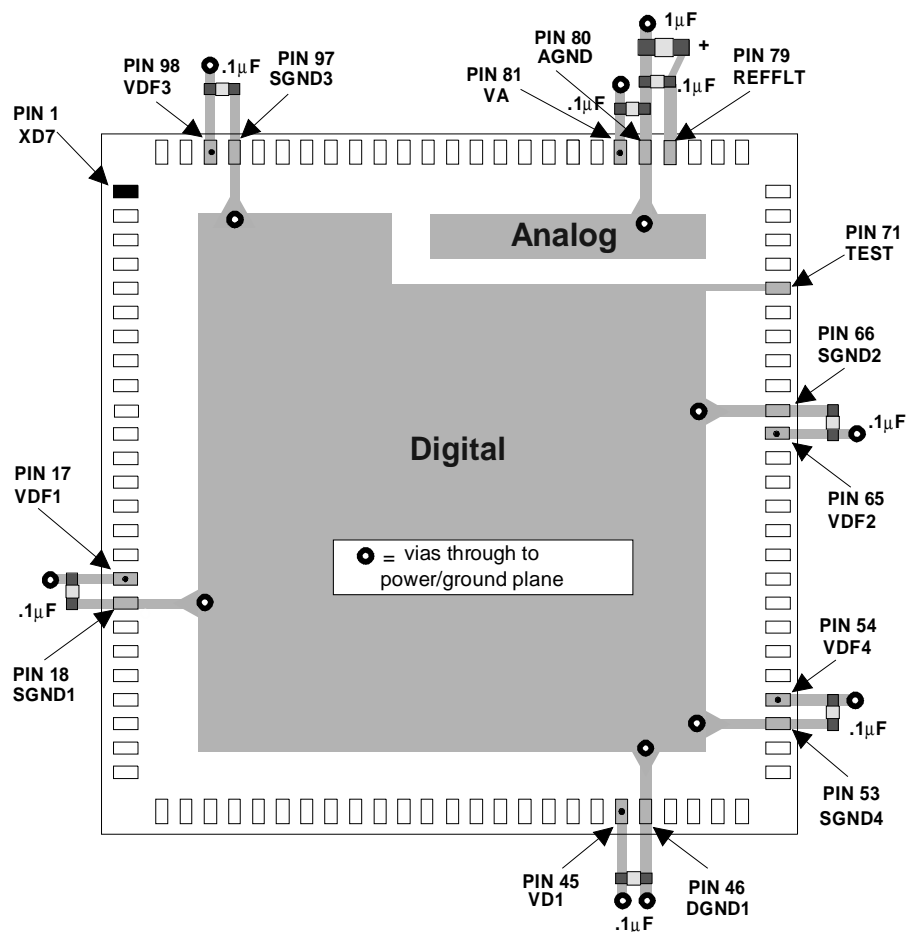 PIN 98
VDF3
.1µF
PIN 97
SGND3
PIN 80
AGND
1µF
+
PIN 81
VA
.1µF
.1µF
PIN 79
REFFLT
PIN 1
XD7
Analog
PIN 71
TEST
PIN 66
SGND2
.1µF
Digital
PIN 65
VDF2
PIN 17
VDF1
= vias through to
power/ground plane
.1µF
PIN 18
SGND1
PIN 54
VDF4
.1µF
PIN 53
SGND4
PIN 45
VD1
.1µF
PIN 46
DGND1